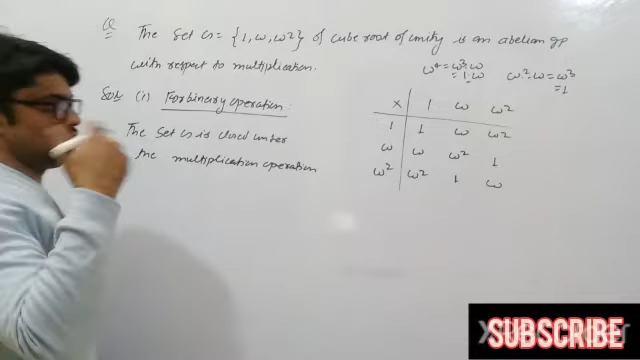 Q The Set G = {1, ω, ω²} of cube root of unity is an abelian gp
with respect to multiplication.
ω⁴ = ω³·ω
= 1·ω
ω²·ω = ω³
= 1
Solⁿ (1) For binary operation.
The Set G is closed under
the multiplication operation
× 1 ω ω²
1 1 ω ω²
ω ω ω² 1
ω² ω² 1 ω
SUBSCRIBE